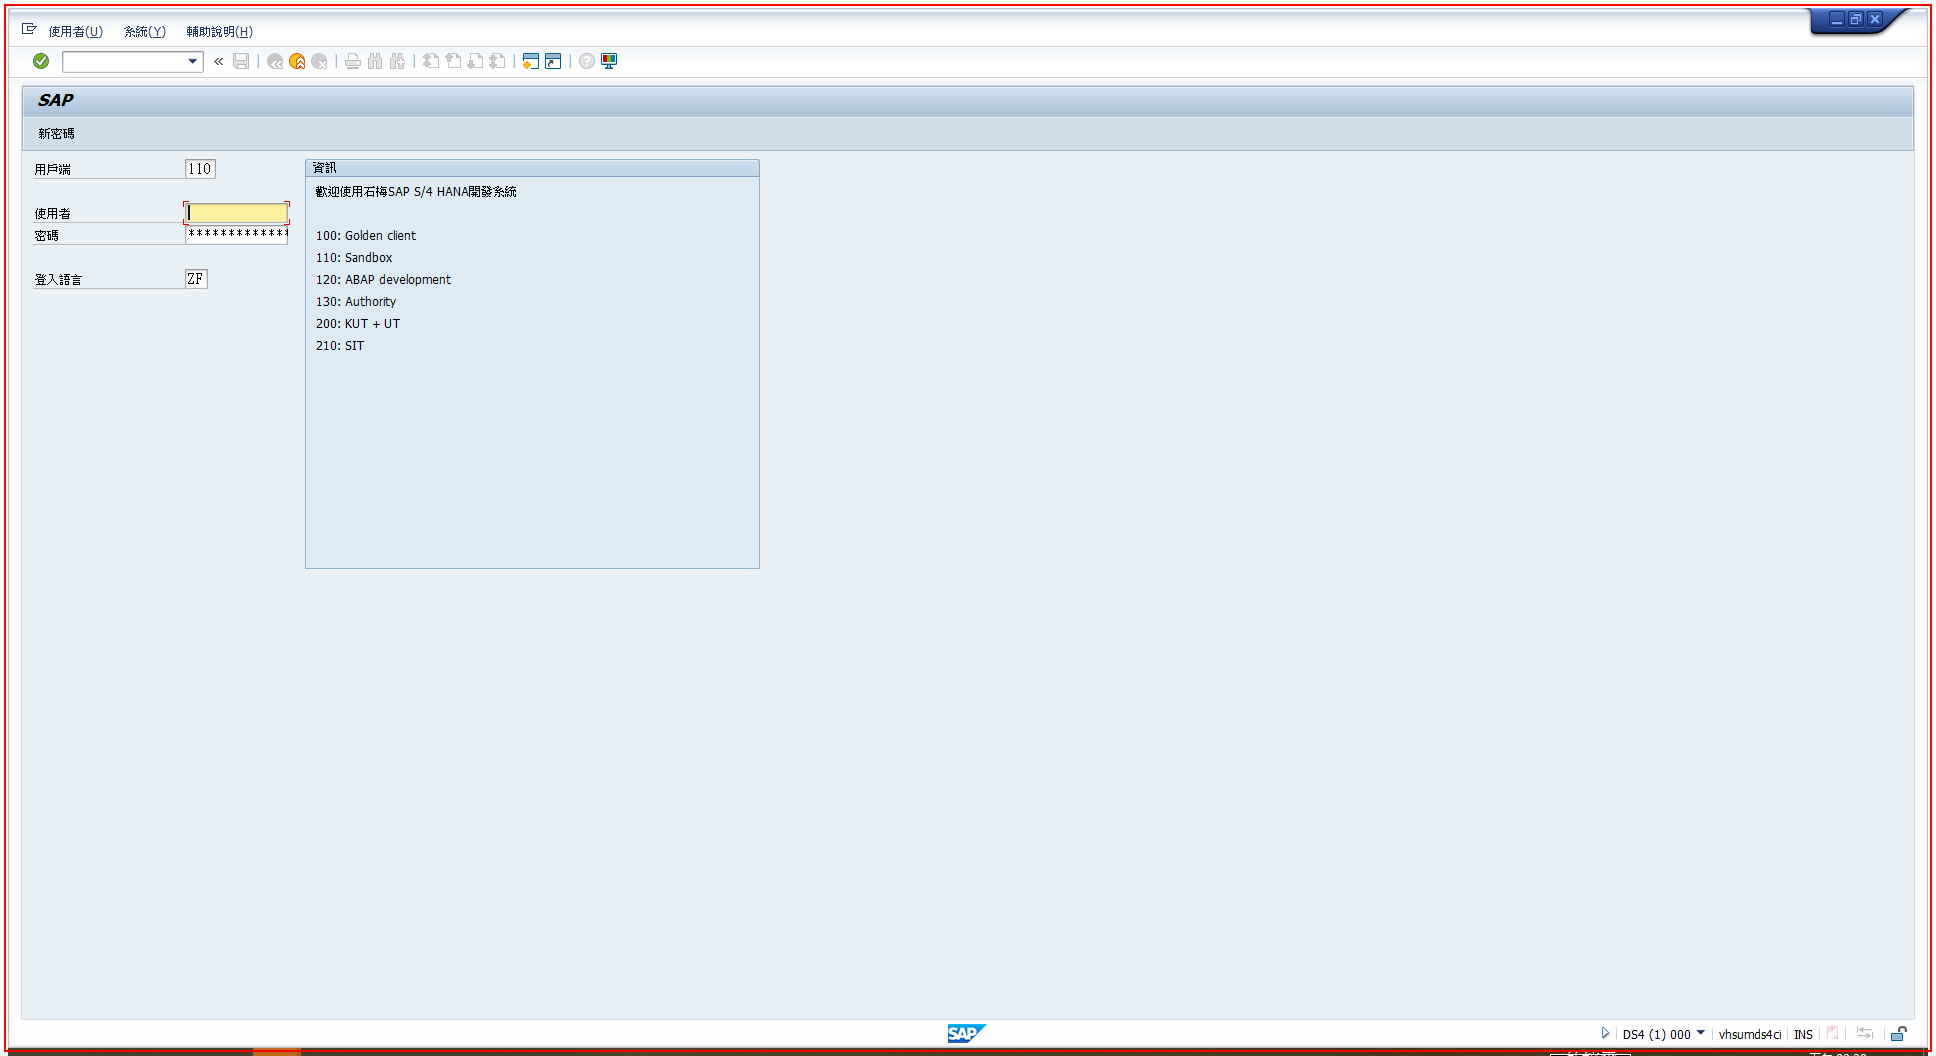 使用者(U) 系統(Y) 輔助說明(H)
«
SAP
新密碼
用戶端 110
使用者
密碼 ************
登入語言 ZF
資訊
歡迎使用石梅SAP S/4 HANA開發系統
100: Golden client
110: Sandbox
120: ABAP development
130: Authority
200: KUT + UT
210: SIT
SAP
DS4 (1) 000 vhsumds4ci INS